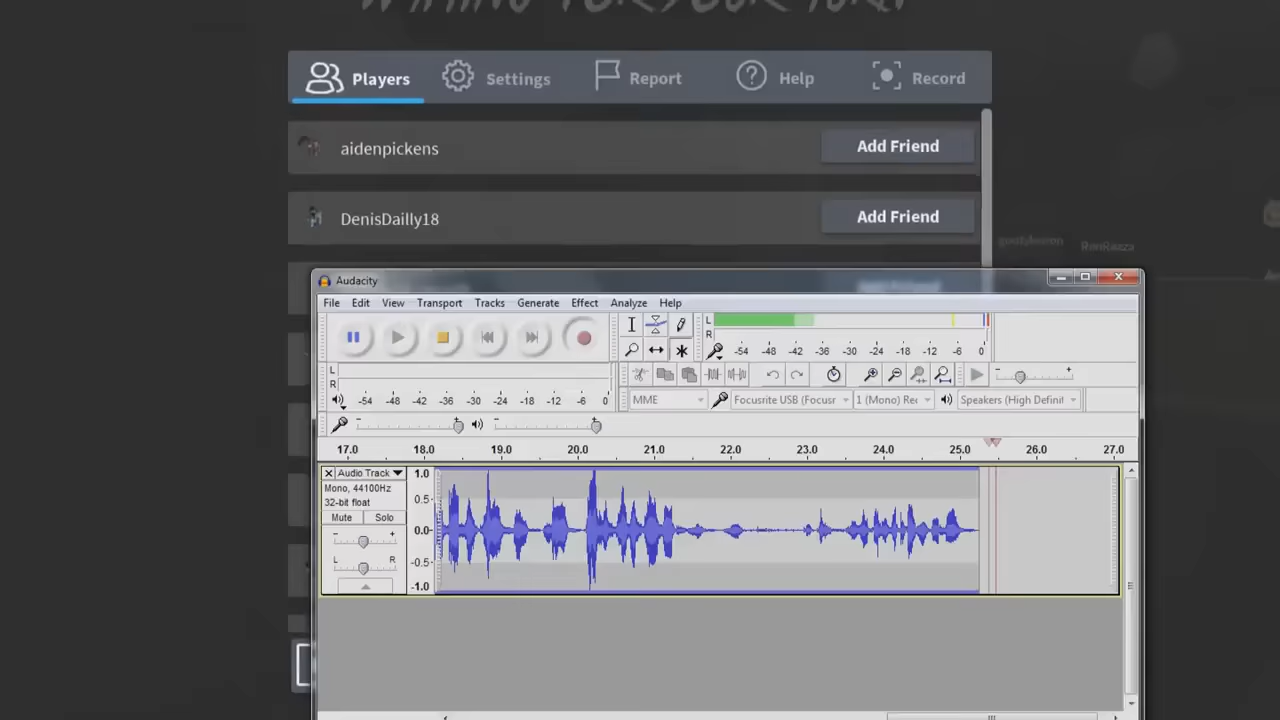 Players Settings Report Help Record
aidenpickens Add Friend
DenisDailly18 Add Friend
RonRaaza
Audacity
File Edit View Transport Tracks Generate Effect Analyze Help
L
R
-54 -48 -42 -36 -30 -24 -18 -12 -6 0
L
R
-54 -48 -42 -36 -30 -24 -18 -12 -6 0
MME Focusrite USB (Focusr 1 (Mono) Rec Speakers (High Definit
17.0 18.0 19.0 20.0 21.0 22.0 23.0 24.0 25.0 26.0 27.0
Audio Track 1.0
Mono, 44100Hz
32-bit float 0.5
Mute Solo
0.0
L R -0.5
-1.0